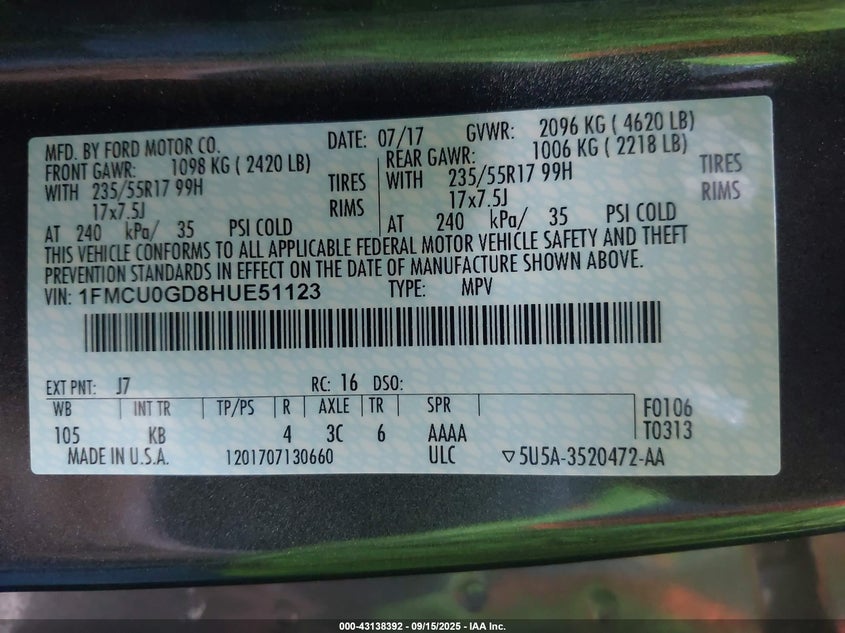 MFD. BY FORD MOTOR CO. DATE: 07/17 GVWR: 2096 KG ( 4620 LB)
FRONT GAWR: 1098 KG ( 2420 LB) REAR GAWR: 1006 KG ( 2218 LB)
WITH 235/55R17 99H TIRES WITH 235/55R17 99H TIRES
17x7.5J RIMS 17x7.5J RIMS
AT 240 kPa/ 35 PSI COLD AT 240 kPa/ 35 PSI COLD
THIS VEHICLE CONFORMS TO ALL APPLICABLE FEDERAL MOTOR VEHICLE SAFETY AND THEFT
PREVENTION STANDARDS IN EFFECT ON THE DATE OF MANUFACTURE SHOWN ABOVE.
VIN: 1FMCU0GD8HUE51123 TYPE: MPV
EXT PNT: J7 RC: 16 DSO:
WB INT TR TP/PS R AXLE TR SPR F0106
105 KB 4 3C 6 AAAA T0313
MADE IN U.S.A. 1201707130660 ULC ▽5U5A-3520472-AA
000-43138392 - 09/15/2025 - IAA Inc.